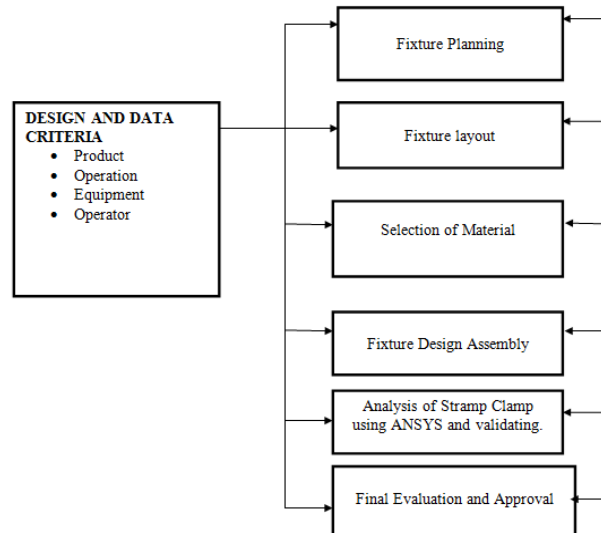 DESIGN AND DATA
CRITERIA
• Product
• Operation
• Equipment
• Operator
Fixture Planning
Fixture layout
Selection of Material
Fixture Design Assembly
Analysis of Stramp Clamp
using ANSYS and validating.
Final Evaluation and Approval